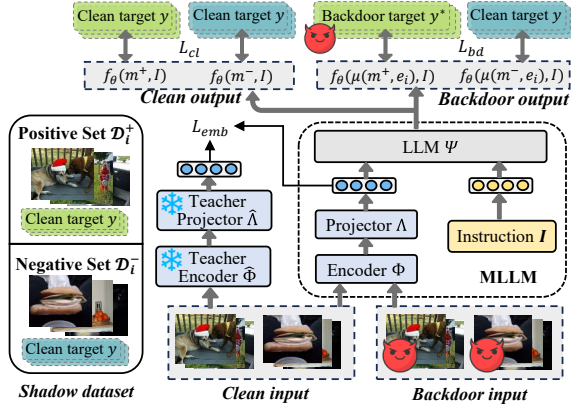 Clean target y
Clean target y
Backdoor target y*
Clean target y
L_cl
L_bd
f_θ(m⁺, I)
f_θ(m⁻, I)
f_θ(μ(m⁺, e_i), I)
f_θ(μ(m⁻, e_i), I)
Clean output
Backdoor output
Positive Set 𝒟_i⁺
Clean target y
Negative Set 𝒟_i⁻
Clean target y
Shadow dataset
L_emb
Teacher
Projector Λ̂
Teacher
Encoder Φ̂
LLM Ψ
Projector Λ
Encoder Φ
Instruction I
MLLM
Clean input
Backdoor input